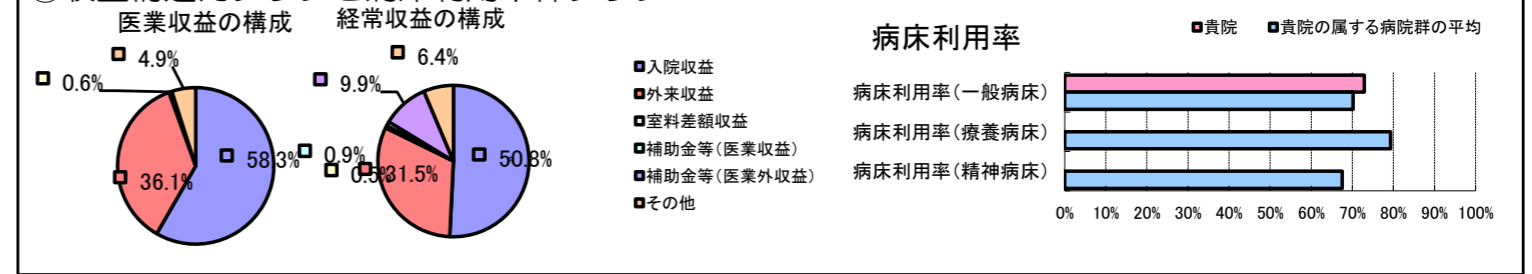 医業収益の構成
4.9%
0.6%
36.1%
58.3%
経常収益の構成
6.4%
9.9%
0.9%
0.5%
31.5%
50.8%
入院収益
外来収益
室料差額収益
補助金等(医業収益)
補助金等(医業外収益)
その他
病床利用率
貴院 貴院の属する病院群の平均
病床利用率(一般病床)
病床利用率(療養病床)
病床利用率(精神病床)
0% 10% 20% 30% 40% 50% 60% 70% 80% 90% 100%